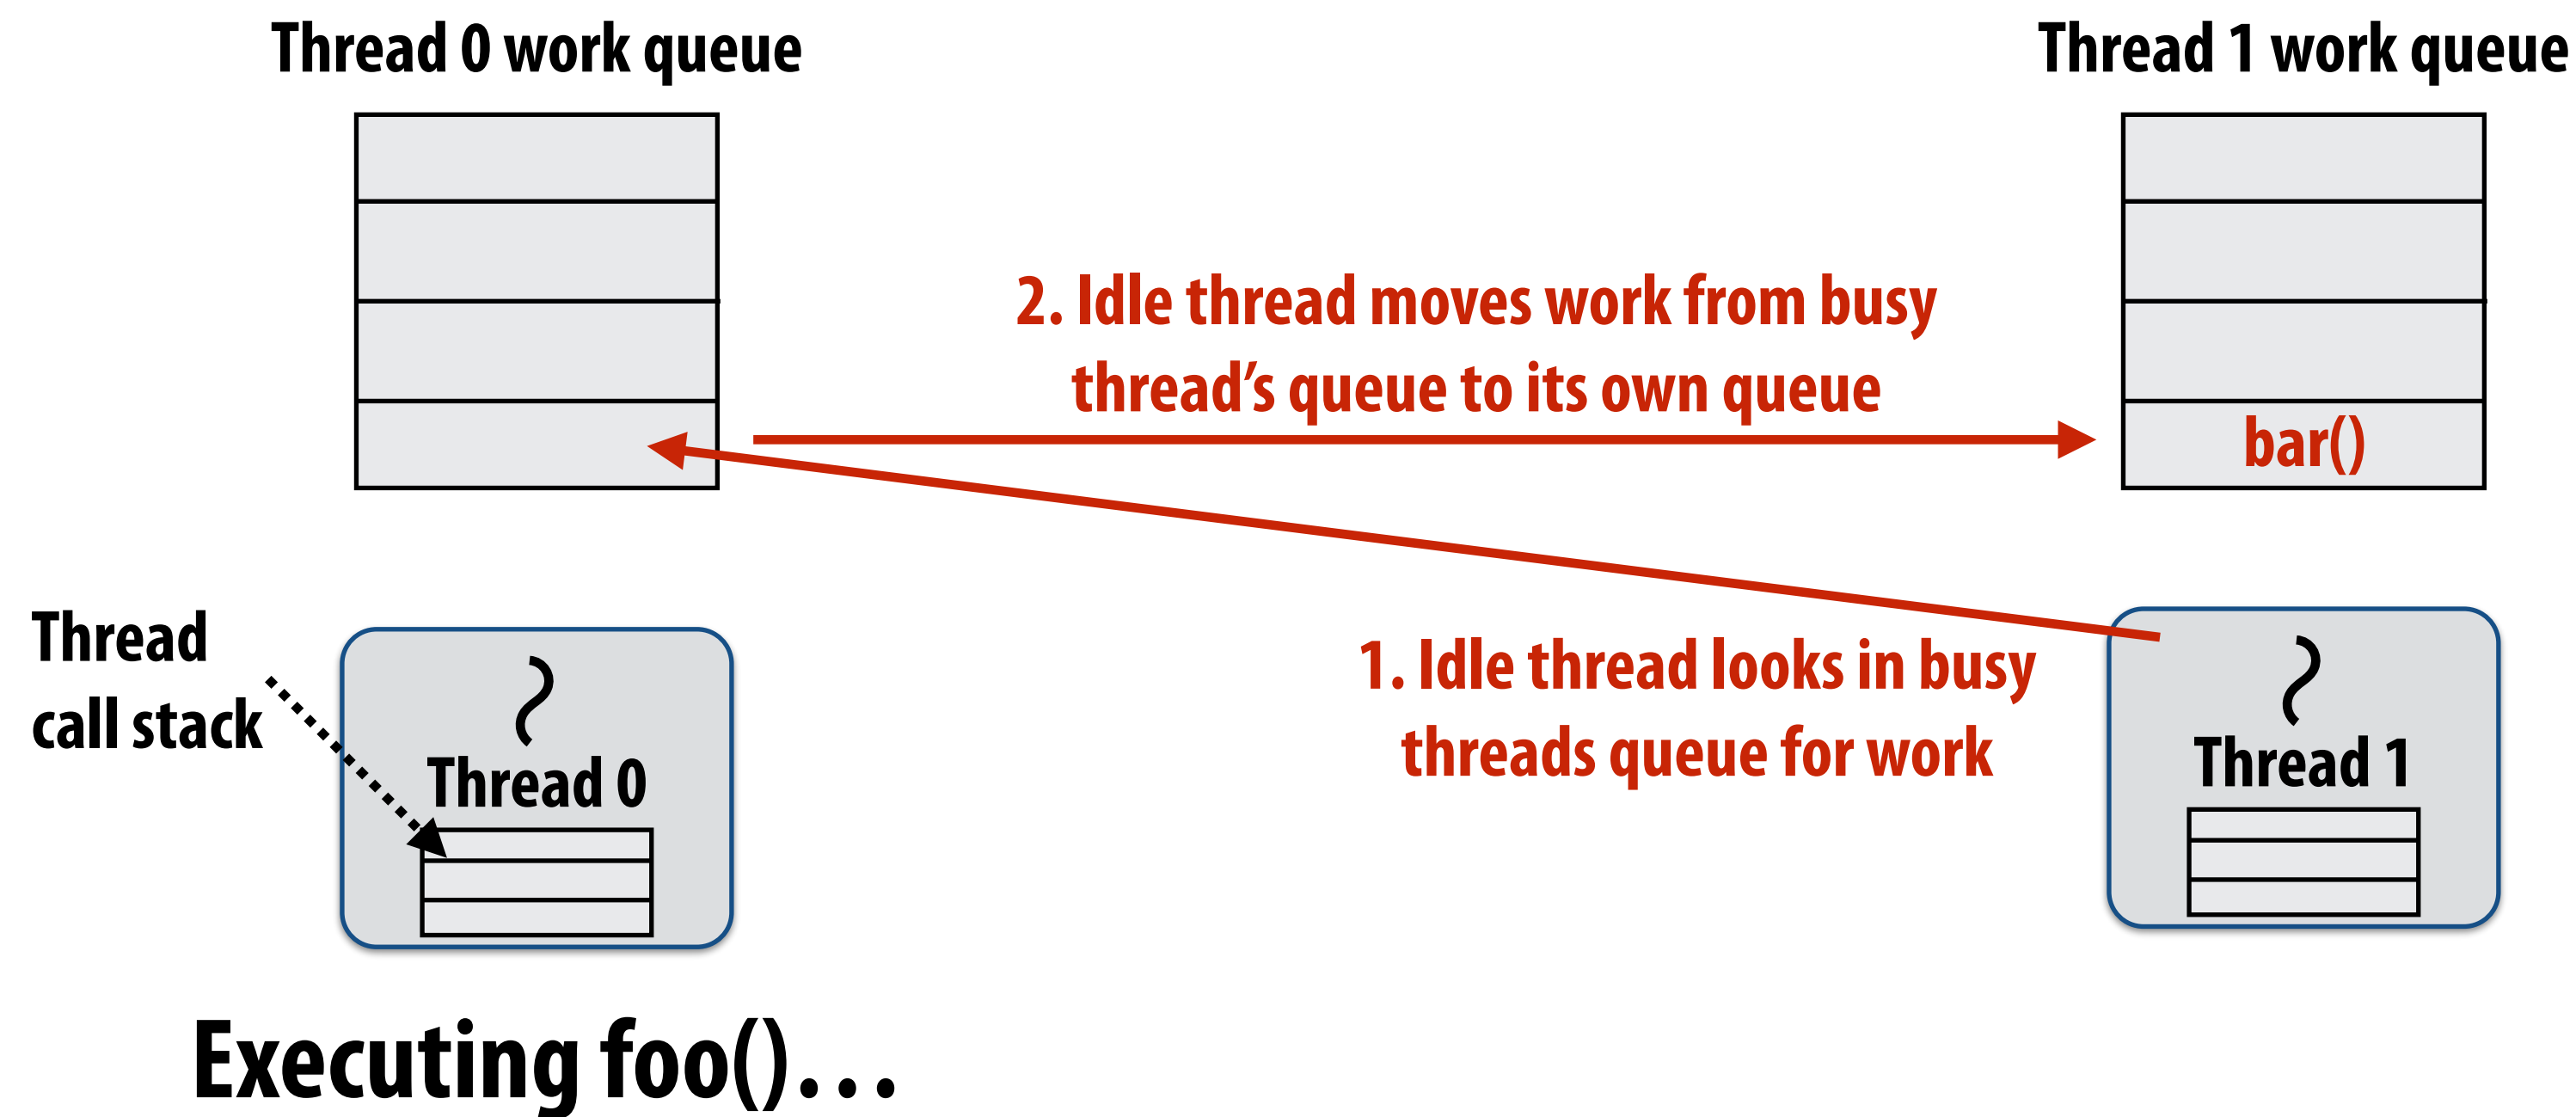 Thread 0 work queue
Thread 1 work queue
2. Idle thread moves work from busy
thread’s queue to its own queue
bar()
Thread
call stack
1. Idle thread looks in busy
threads queue for work
Thread 0
Thread 1
Executing foo()…